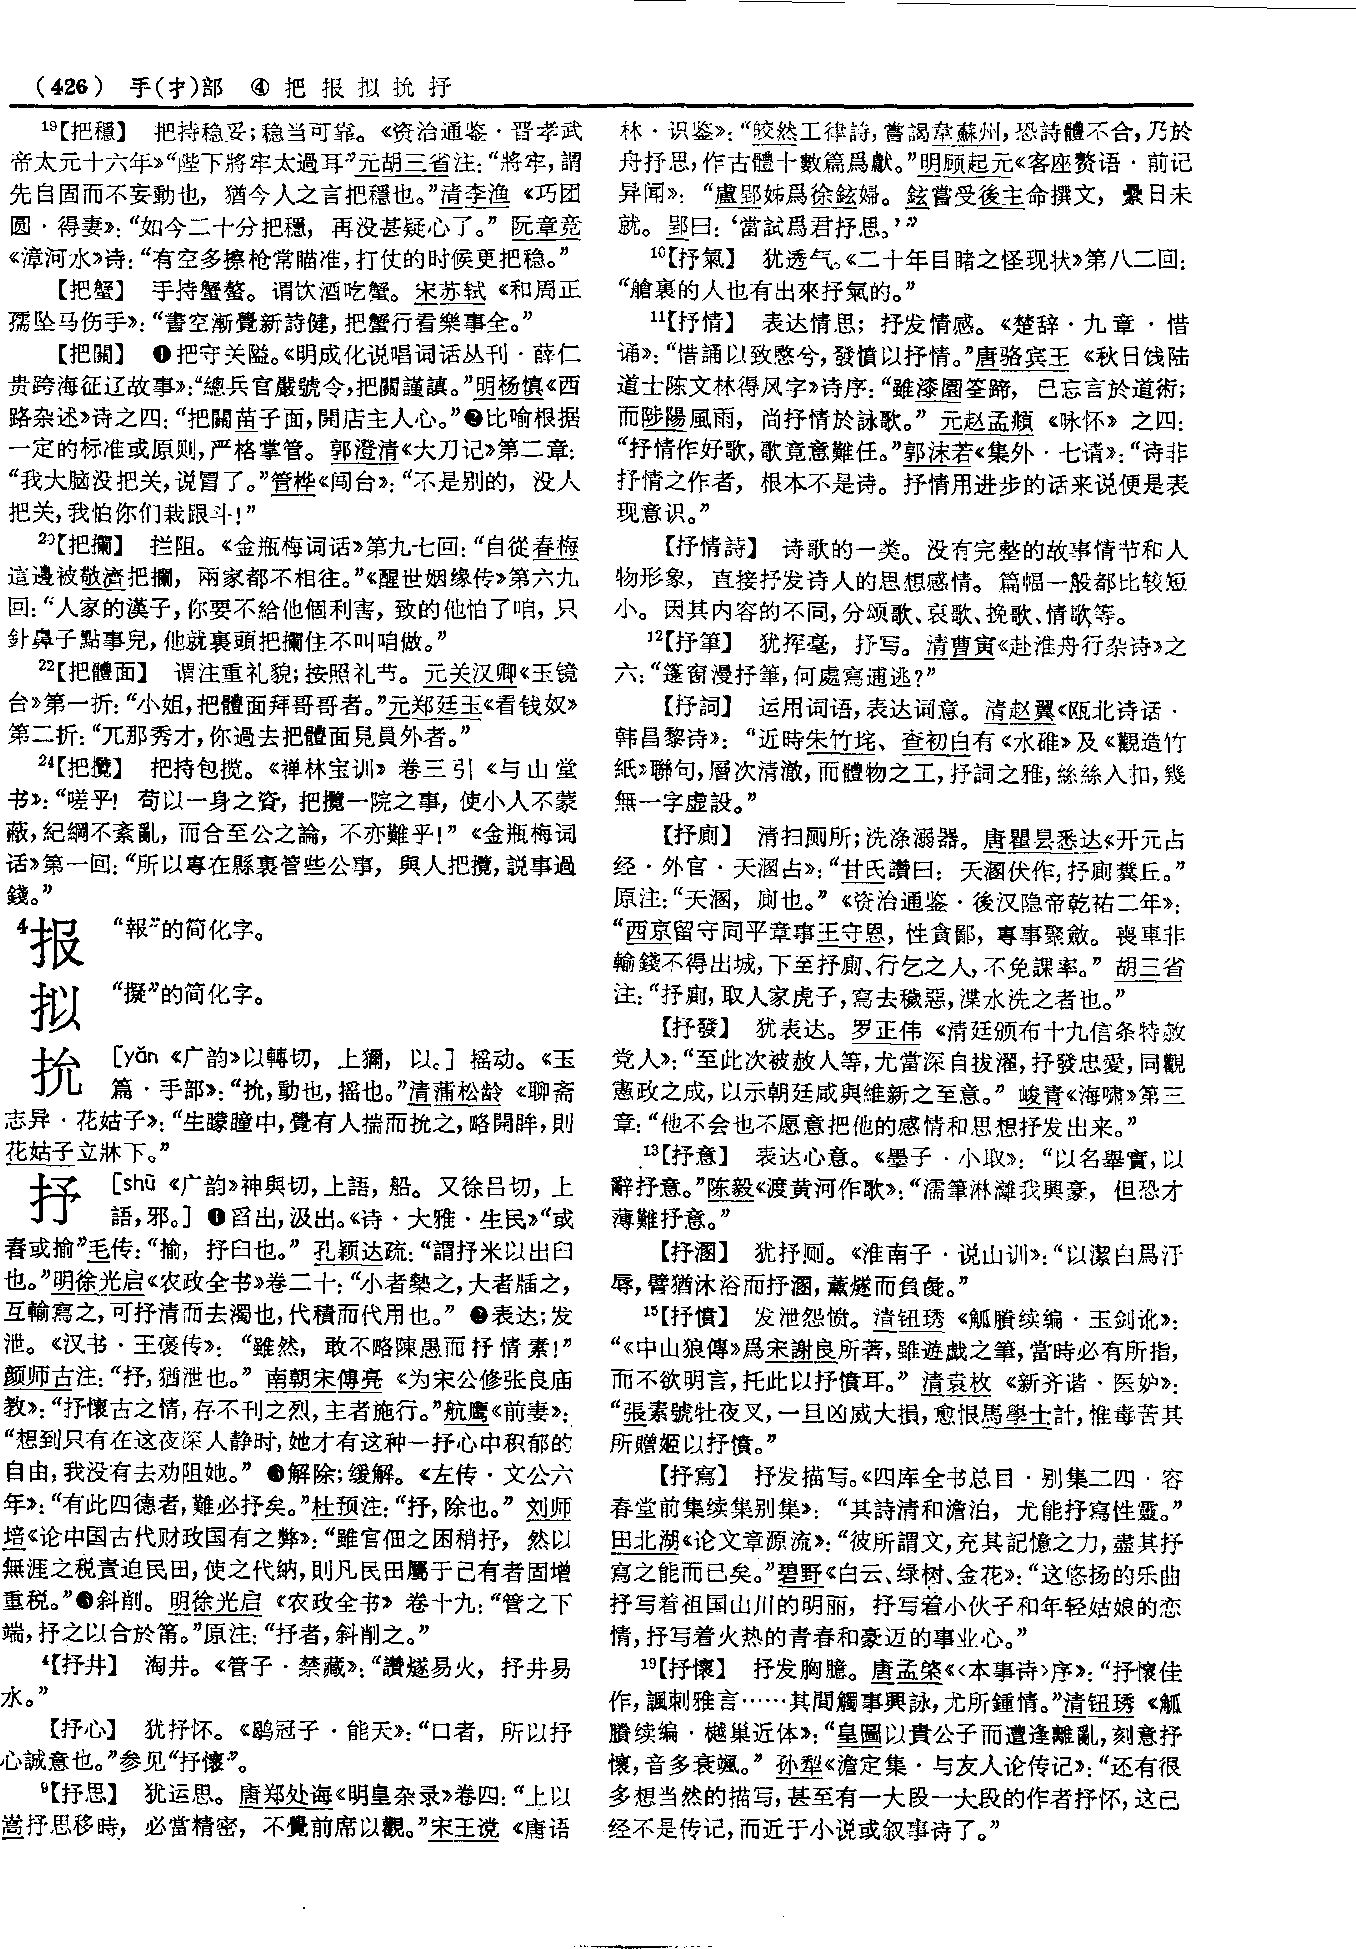 （426） 手(扌)部 ④ 把 报 拟 抁 抒
¹⁹【把穩】 把持稳妥；稳当可靠。《资治通鉴·晋孝武
帝太元十六年》“陛下將牢太過耳”元胡三省注：“將牢，謂
先自固而不妄動也，猶今人之言把穩也。”清李渔《巧团
圆·得妻》：“如今二十分把穩，再没甚疑心了。”阮章竞
《漳河水》诗：“有空多擦枪常瞄准，打仗的时候更把稳。”
【把蟹】 手持蟹螯。谓饮酒吃蟹。宋苏轼《和周正
孺坠马伤手》：“書空漸覺新詩健，把蟹行看樂事全。”
【把關】 ❶把守关隘。《明成化说唱词话丛刊·薛仁
贵跨海征辽故事》：“總兵官嚴號令，把關謹謓。”明杨慎《西
路杂述》诗之四：“把關苗子面，開店主人心。”❷比喻根据
一定的标准或原则，严格掌管。郭澄清《大刀记》第二章：
“我大脑没把关，说冒了。”管桦《闯台》：“不是别的，没人
把关，我怕你们栽跟斗！”
²⁰【把攔】 拦阻。《金瓶梅词话》第九七回：“自從春梅
這邊被敬濟把攔，兩家都不相往。”《醒世姻缘传》第六九
回：“人家的漢子，你要不給他個利害，致的他怕了咱，只
針鼻子點事兒，他就裏頭把攔住不叫咱做。”
²²【把體面】 谓注重礼貌；按照礼节。元关汉卿《玉镜
台》第一折：“小姐，把體面拜哥哥者。”元郑廷玉《看钱奴》
第二折：“兀那秀才，你過去把體面見員外者。”
²⁴【把攬】 把持包揽。《禅林宝训》卷三引《与山堂
书》：“嗟乎！苟以一身之資，把攬一院之事，使小人不蒙
蔽，紀綱不紊亂，而合至公之論，不亦難乎！”《金瓶梅词
话》第一回：“所以專在縣裏管些公事，與人把攬，説事過
錢。”
⁴报 “報”的简化字。
拟 “擬”的简化字。
抁 [yǎn 《广韵》以轉切，上獮，以。] 摇动。《玉
篇·手部》：“抁，動也，摇也。”清蒲松龄《聊斋
志异·花姑子》：“生矇瞳中，覺有人揣而抁之，略開眸，則
花姑子立牀下。”
抒 [shū 《广韵》神與切，上語，船。又徐吕切，上
語，邪。] ❶舀出，汲出。《诗·大雅·生民》“或
舂或揄”毛传：“揄，抒臼也。”孔颖达疏：“謂抒米以出臼
也。”明徐光启《农政全书》卷二十：“小者槷之，大者牐之，
互輸寫之，可抒清而去濁也，代積而代用也。”❷表达；发
泄。《汉书·王褒传》：“雖然，敢不略陳愚而抒情素！”
颜师古注：“抒，猶泄也。”南朝宋傅亮《为宋公修张良庙
教》：“抒懷古之情，存不刊之烈，主者施行。”航鹰《前妻》：
“想到只有在这夜深人静时，她才有这种一抒心中积郁的
自由，我没有去劝阻她。”❸解除；缓解。《左传·文公六
年》：“有此四德者，難必抒矣。”杜预注：“抒，除也。”刘师
培《论中国古代财政国有之弊》：“雖官佃之困稍抒，然以
無涯之税責迫民田，使之代納，則凡民田屬于己有者固增
重税。”❹斜削。明徐光启《农政全书》卷十九：“管之下
端，抒之以合於筩。”原注：“抒者，斜削之。”
⁴【抒井】 淘井。《管子·禁藏》：“讚燧易火，抒井易
水。”
【抒心】 犹抒怀。《鹖冠子·能天》：“口者，所以抒
心誠意也。”参见“抒懷”。
⁹【抒思】 犹运思。唐郑处海《明皇杂录》卷四：“上以
嵩抒思移時，必當精密，不覺前席以觀。”宋王谠《唐语
林·识鉴》：“皎然工律詩，嘗謁韋蘇州，恐詩體不合，乃於
舟抒思，作古體十數篇爲獻。”明顾起元《客座赘语·前记
异闻》：“盧郢姊爲徐鉉婦。鉉嘗受後主命撰文，纍日未
就。郢曰：‘當試爲君抒思。’”
¹⁰【抒氣】 犹透气。《二十年目睹之怪现状》第八二回：
“艙裏的人也有出來抒氣的。”
¹¹【抒情】 表达情思；抒发情感。《楚辞·九章·惜
诵》：“惜誦以致愍兮，發憤以抒情。”唐骆宾王《秋日饯陆
道士陈文林得风字》诗序：“雖漆園筌蹄，已忘言於道術；
而陟陽風雨，尚抒情於詠歌。”元赵孟頫《咏怀》之四：
“抒情作好歌，歌竟意難任。”郭沫若《集外·七请》：“诗非
抒情之作者，根本不是诗。抒情用进步的话来说便是表
现意识。”
【抒情詩】 诗歌的一类。没有完整的故事情节和人
物形象，直接抒发诗人的思想感情。篇幅一般都比较短
小。因其内容的不同，分颂歌、哀歌、挽歌、情歌等。
¹²【抒筆】 犹挥毫，抒写。清曹寅《赴淮舟行杂诗》之
六：“篷窗漫抒筆，何處寫逋逃？”
【抒詞】 运用词语，表达词意。清赵翼《瓯北诗话·
韩昌黎诗》：“近時朱竹垞、查初白有《水碓》及《觀造竹
紙》聯句，層次清澈，而體物之工，抒詞之雅，絲絲入扣，幾
無一字虚設。”
【抒廁】 清扫厕所；洗涤溺器。唐瞿昙悉达《开元占
经·外官·天溷占》：“甘氏讚曰：天溷伏作，抒廁糞丘。”
原注：“天溷，廁也。”《资治通鉴·後汉隐帝乾祐二年》：
“西京留守同平章事王守恩，性貪鄙，專事聚斂。喪車非
輸錢不得出城，下至抒廁、行乞之人，不免課率。”胡三省
注：“抒廁，取人家虎子，寫去穢惡，渫水洗之者也。”
【抒發】 犹表达。罗正伟《清廷颁布十九信条特赦
党人》：“至此次被赦人等，尤當深自拔濯，抒發忠愛，同觀
憲政之成，以示朝廷咸與維新之至意。”峻青《海啸》第三
章：“他不会也不愿意把他的感情和思想抒发出来。”
¹³【抒意】 表达心意。《墨子·小取》：“以名舉實，以
辭抒意。”陈毅《渡黄河作歌》：“濡筆淋灕我興豪，但恐才
薄難抒意。”
【抒溷】 犹抒厕。《淮南子·说山训》：“以潔白爲汙
辱，譬猶沐浴而抒溷，薰燧而負彘。”
¹⁵【抒憤】 发泄怨愤。清钮琇《觚賸续编·玉剑讹》：
“《中山狼傳》爲宋謝良所著，雖遊戲之筆，當時必有所指，
而不欲明言，托此以抒憤耳。”清袁枚《新齐谐·医妒》：
“張素號牡夜叉，一旦凶威大損，愈恨馬學士計，惟毒苦其
所贈姬以抒憤。”
【抒寫】 抒发描写。《四库全书总目·别集二四·容
春堂前集续集别集》：“其詩清和澹泊，尤能抒寫性靈。”
田北湖《论文章源流》：“彼所謂文，充其記憶之力，盡其抒
寫之能而已矣。”碧野《白云、绿树、金花》：“这悠扬的乐曲
抒写着祖国山川的明丽，抒写着小伙子和年轻姑娘的恋
情，抒写着火热的青春和豪迈的事业心。”
¹⁹【抒懷】 抒发胸臆。唐孟棨《〈本事诗〉序》：“抒懷佳
作，諷刺雅言……其間觸事興詠，尤所鍾情。”清钮琇《觚
賸续编·樾巢近体》：“皇圖以貴公子而遭逢離亂，刻意抒
懷，音多衰颯。”孙犁《澹定集·与友人论传记》：“还有很
多想当然的描写，甚至有一大段一大段的作者抒怀，这已
经不是传记，而近于小说或叙事诗了。”